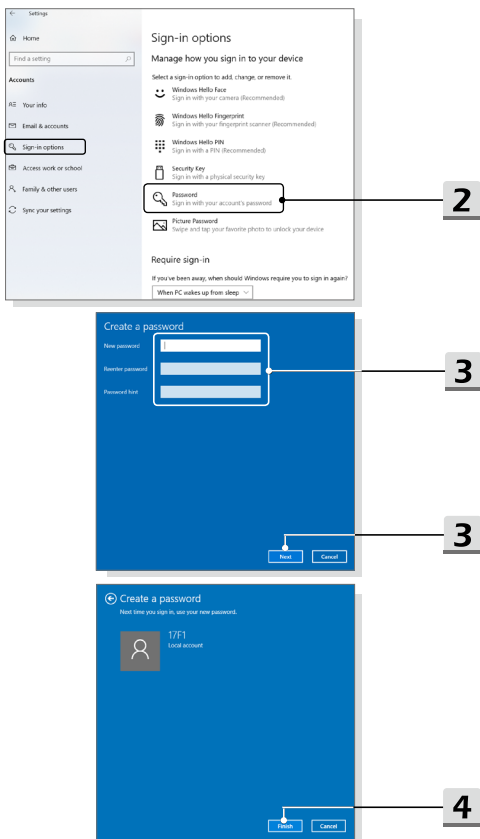 Settings
Home
Find a setting
Accounts
Your info
Email & accounts
Sign-in options
Access work or school
Family & other users
Sync your settings
Sign-in options
Manage how you sign in to your device
Select a sign-in option to add, change, or remove it.
Windows Hello Face
Sign in with your camera (Recommended)
Windows Hello Fingerprint
Sign in with your fingerprint scanner (Recommended)
Windows Hello PIN
Sign in with a PIN (Recommended)
Security Key
Sign in with a physical security key
Password
Sign in with your account's password
2
Picture Password
Swipe and tap your favorite photo to unlock your device
Require sign-in
If you've been away, when should Windows require you to sign in again?
When PC wakes up from sleep
Create a password
New password
Reenter password
Password hint
3
3
Next
Cancel
Create a password
Next time you sign in, use your new password.
17F1
Local account
4
Finish
Cancel